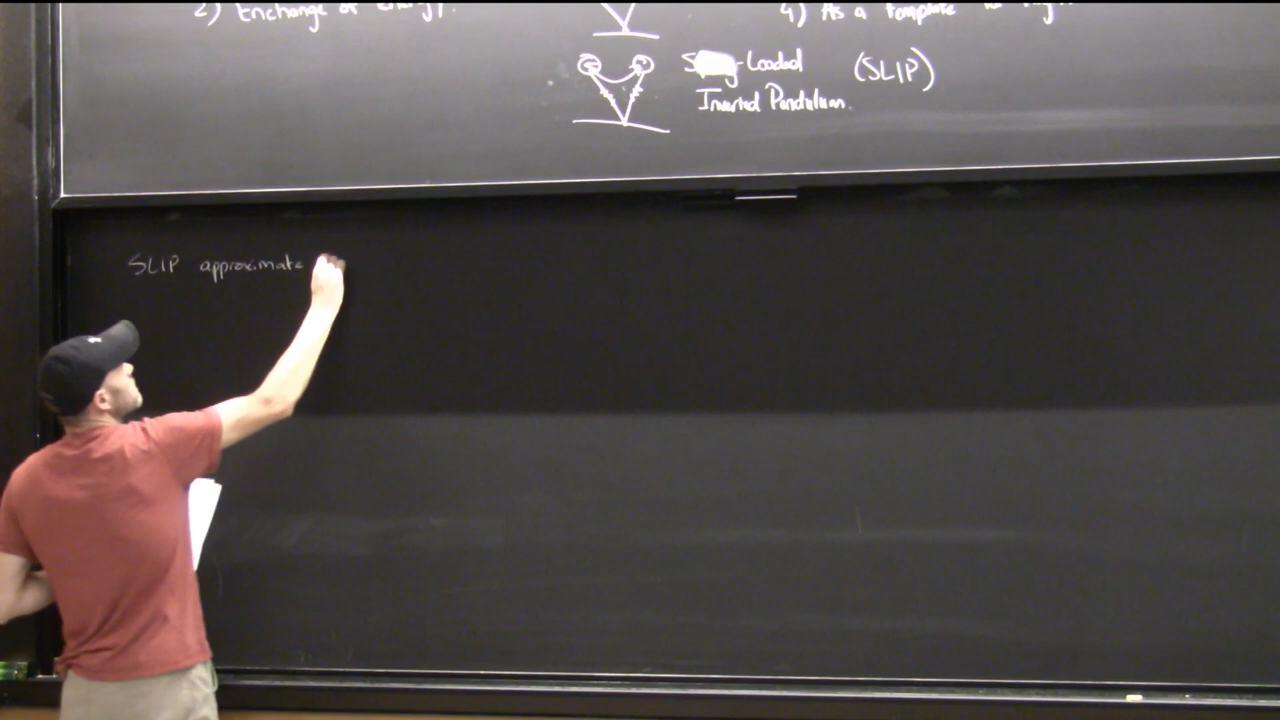 2) Exchange of Energy.
4) As a template
S g-Loaded (SLIP)
Inverted Pendulum.
SLIP approximate